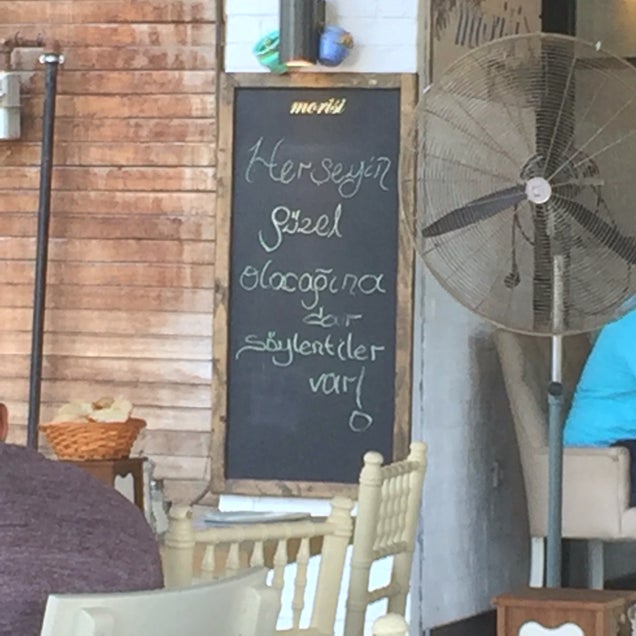 morisi
Herşeyin
güzel
olacağına
dair
söylentiler
var!